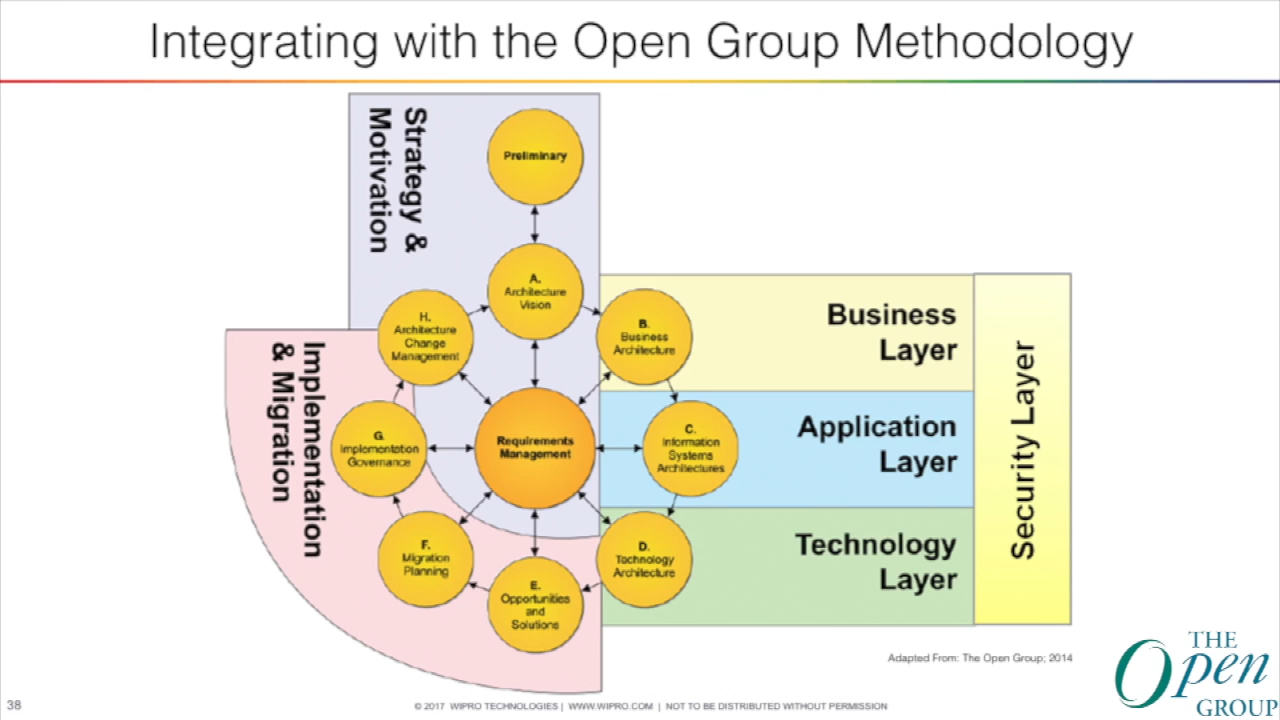 Integrating with the Open Group Methodology
Strategy &
Motivation
Preliminary
A.
Architecture
Vision
H.
Architecture
Change
Management
B.
Business
Architecture
Business
Layer
Implementation
& Migration
G.
Implementation
Governance
Requirements
Management
C.
Information
Systems
Architectures
Application
Layer
Security Layer
F.
Migration
Planning
E.
Opportunities
and
Solutions
D.
Technology
Architecture
Technology
Layer
Adapted From: The Open Group; 2014
THE
Open
GROUP
38
© 2017 WIPRO TECHNOLOGIES | WWW.WIPRO.COM | NOT TO BE DISTRIBUTED WITHOUT PERMISSION